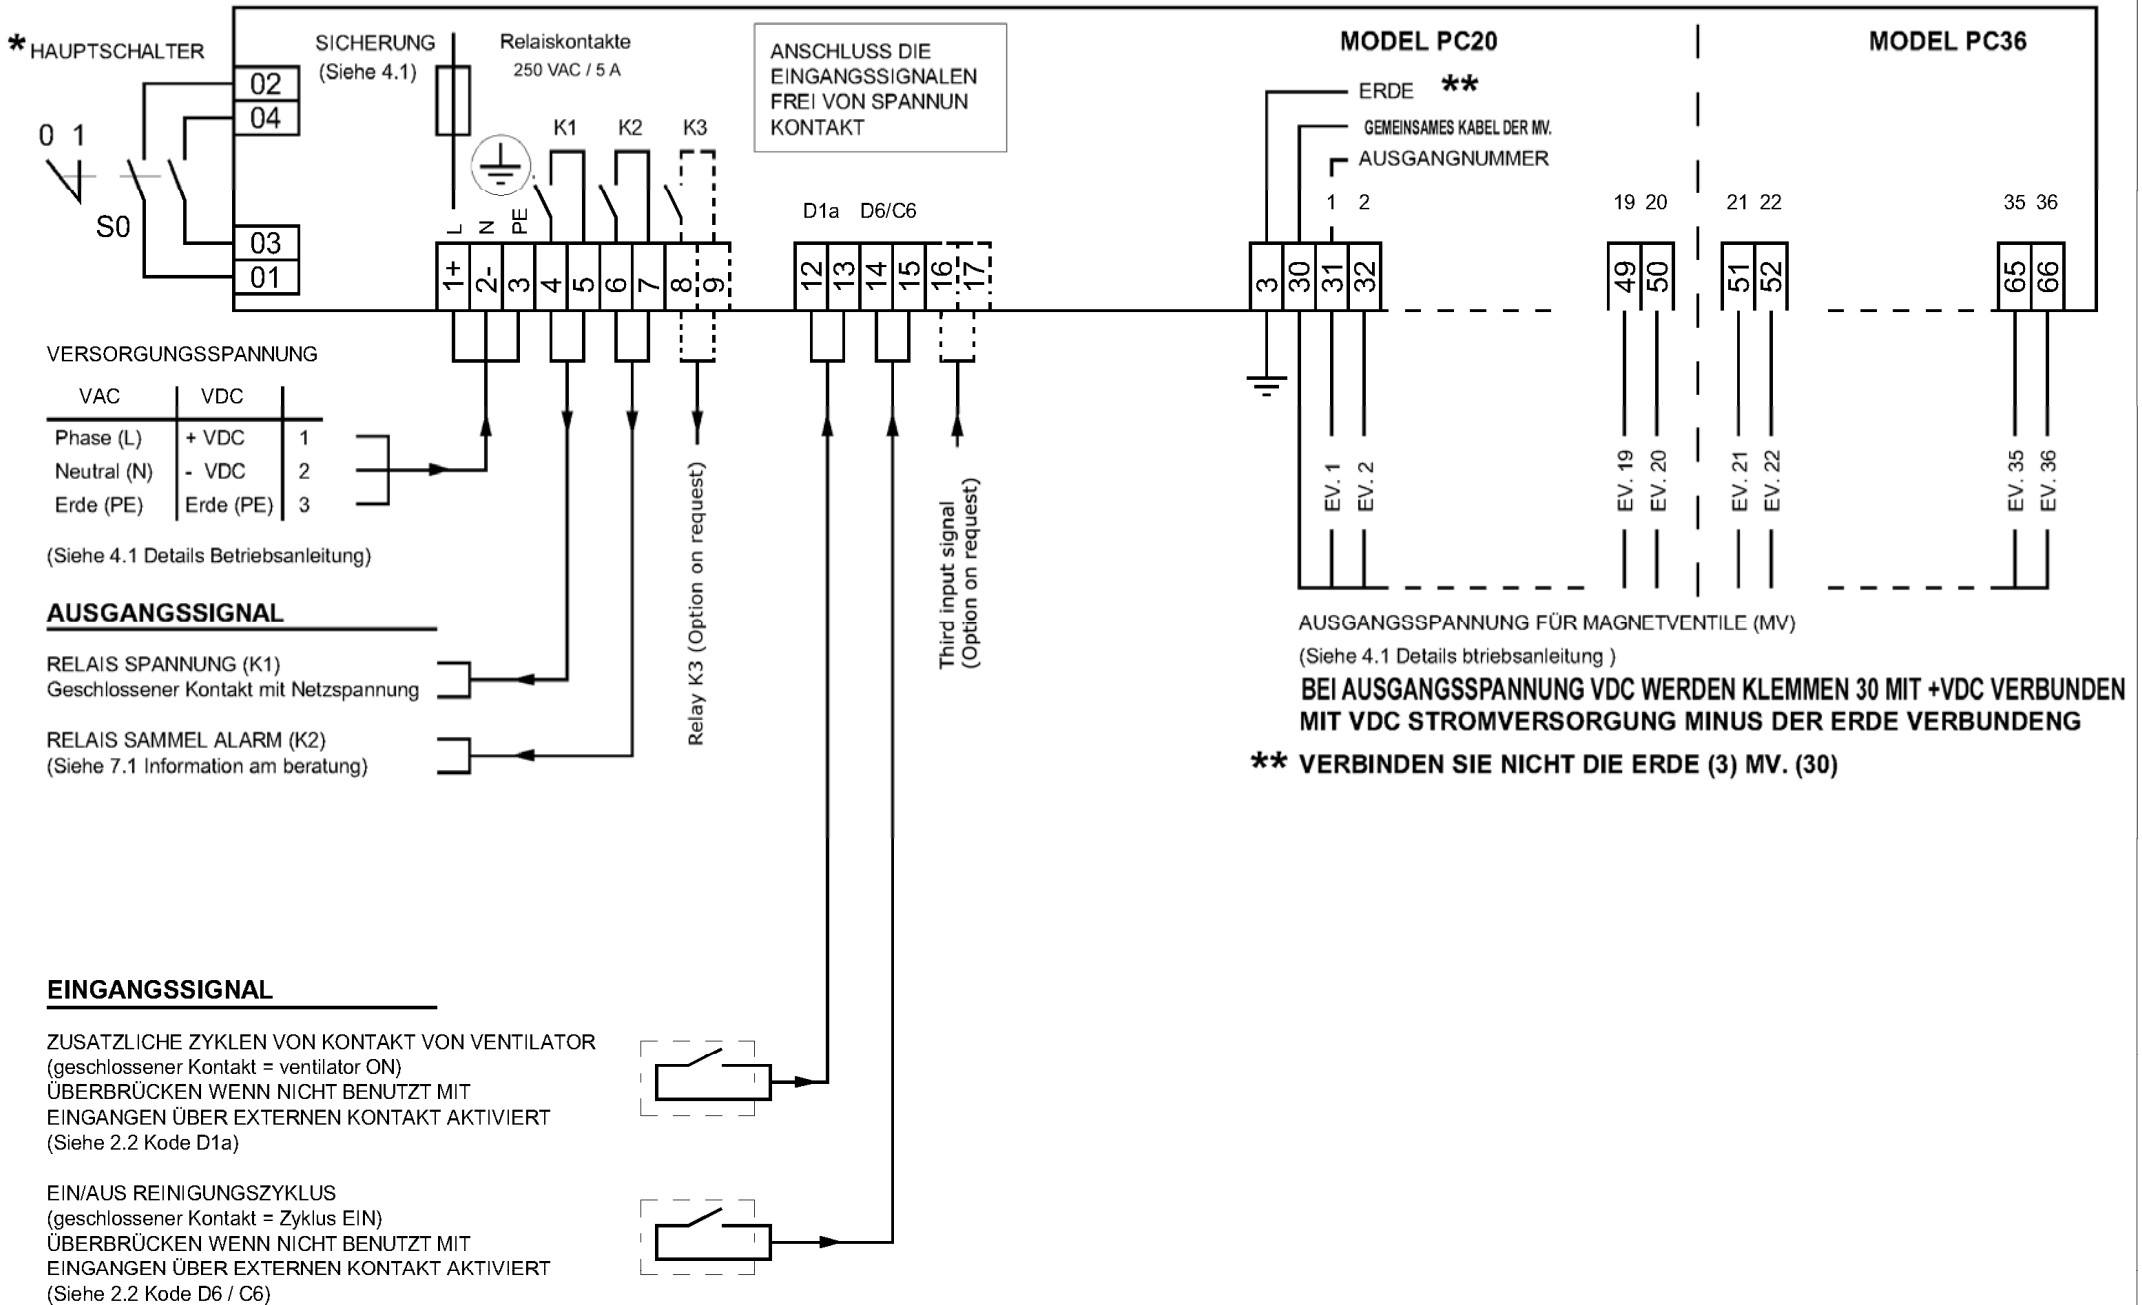 * HAUPTSCHALTER
0 1
S0
02
04
03
01
SICHERUNG
(Siehe 4.1)
Relaiskontakte
250 VAC / 5 A
K1 K2 K3
L N PE
1+ 2- 3 4 5 6 7 8 9
ANSCHLUSS DIE
EINGANGSSIGNALEN
FREI VON SPANNUN
KONTAKT
D1a D6/C6
12 13 14 15 16 17
MODEL PC20
MODEL PC36
ERDE **
GEMEINSAMES KABEL DER MV.
AUSGANGNUMMER
1 2 19 20 21 22 35 36
3 30 31 32 49 50 51 52 65 66
EV. 1
EV. 2
EV. 19
EV. 20
EV. 21
EV. 22
EV. 35
EV. 36
VERSORGUNGSSPANNUNG
VAC VDC
Phase (L) + VDC 1
Neutral (N) - VDC 2
Erde (PE) Erde (PE) 3
(Siehe 4.1 Details Betriebsanleitung)
AUSGANGSSIGNAL
RELAIS SPANNUNG (K1)
Geschlossener Kontakt mit Netzspannung
RELAIS SAMMEL ALARM (K2)
(Siehe 7.1 Information am beratung)
Relay K3 (Option on request)
Third input signal
(Option on request)
AUSGANGSSPANNUNG FÜR MAGNETVENTILE (MV)
(Siehe 4.1 Details btriebsanleitung )
BEI AUSGANGSSPANNUNG VDC WERDEN KLEMMEN 30 MIT +VDC VERBUNDEN
MIT VDC STROMVERSORGUNG MINUS DER ERDE VERBUNDENG
** VERBINDEN SIE NICHT DIE ERDE (3) MV. (30)
EINGANGSSIGNAL
ZUSATZLICHE ZYKLEN VON KONTAKT VON VENTILATOR
(geschlossener Kontakt = ventilator ON)
ÜBERBRÜCKEN WENN NICHT BENUTZT MIT
EINGANGEN ÜBER EXTERNEN KONTAKT AKTIVIERT
(Siehe 2.2 Kode D1a)
EIN/AUS REINIGUNGSZYKLUS
(geschlossener Kontakt = Zyklus EIN)
ÜBERBRÜCKEN WENN NICHT BENUTZT MIT
EINGANGEN ÜBER EXTERNEN KONTAKT AKTIVIERT
(Siehe 2.2 Kode D6 / C6)